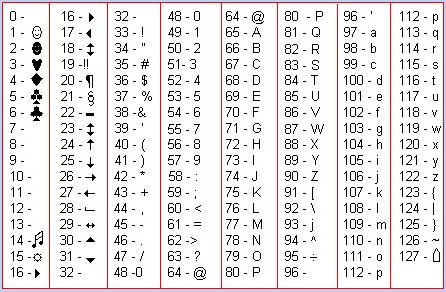 0 - 16 - ► 32 - 48 - 0 64 - @ 80 - P 96 - ' 112 - p
1 - ☺ 17 - ◄ 33 - ! 49 - 1 65 - A 81 - Q 97 - a 113 - q
2 - ☻ 18 - ↕ 34 - " 50 - 2 66 - B 82 - R 98 - b 114 - r
3 - ♥ 19 -!! 35 - # 51- 3 67 - C 83 - S 99 - c 115 - s
4 - ♦ 20 - ¶ 36 - $ 52 - 4 68 - D 84 - T 100 - d 116 - t
5 - ♣ 21 - § 37 - % 53 - 5 69 - E 85 - U 101 - e 117 - u
6 - ♠ 22 - ▬ 38 -& 54 - 6 70 - F 86 - V 102 - f 118 - v
7 - 23 - ↕ 39 - ' 55 - 7 71 - G 87 - W 103 - g 119 - w
8 - 24 - ↑ 40 - ( 56 - 8 72 - H 88 - X 104 - h 120 - x
9 - 25 - ↓ 41 - ) 57 - 9 73 - I 89 - Y 105 - i 121 - y
10 - 26 - → 42 - * 58 - : 74 - J 90 - Z 106 - j 122 - z
11 - 27 - ← 43 - + 59 - ; 75 - K 91 - [ 107 - k 123 - {
12 - 28 - ∟ 44 - , 60 - < 76 - L 92 - \ 108 - l 124 - |
13 - 29 - ↔ 45 - - 61 - = 77 - M 93 - ] 109 - m 125 - }
14 - ♫ 30 - ▲ 46 - . 62 -> 78 - N 94 - ^ 110 - n 126 - ~
15 - ☼ 31 - ▼ 47 - / 63 - ? 79 - O 95 - ÷ 111 - o 127 - ⌂
16 - ► 32 - 48 -0 64 - @ 80 - P 96 - 112 - p